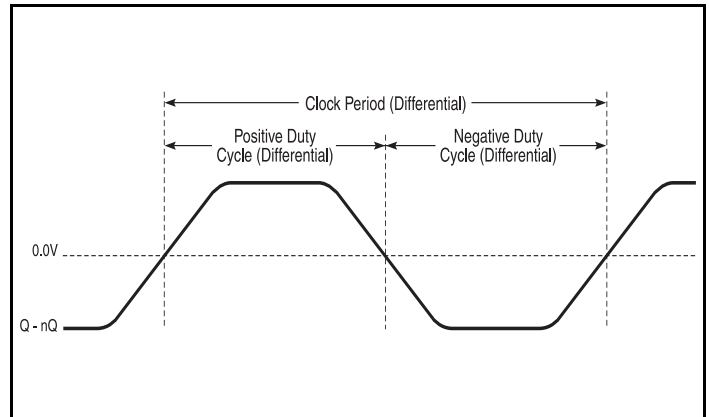 Clock Period (Differential)
Positive Duty
Cycle (Differential)
Negative Duty
Cycle (Differential)
0.0V
Q - nQ